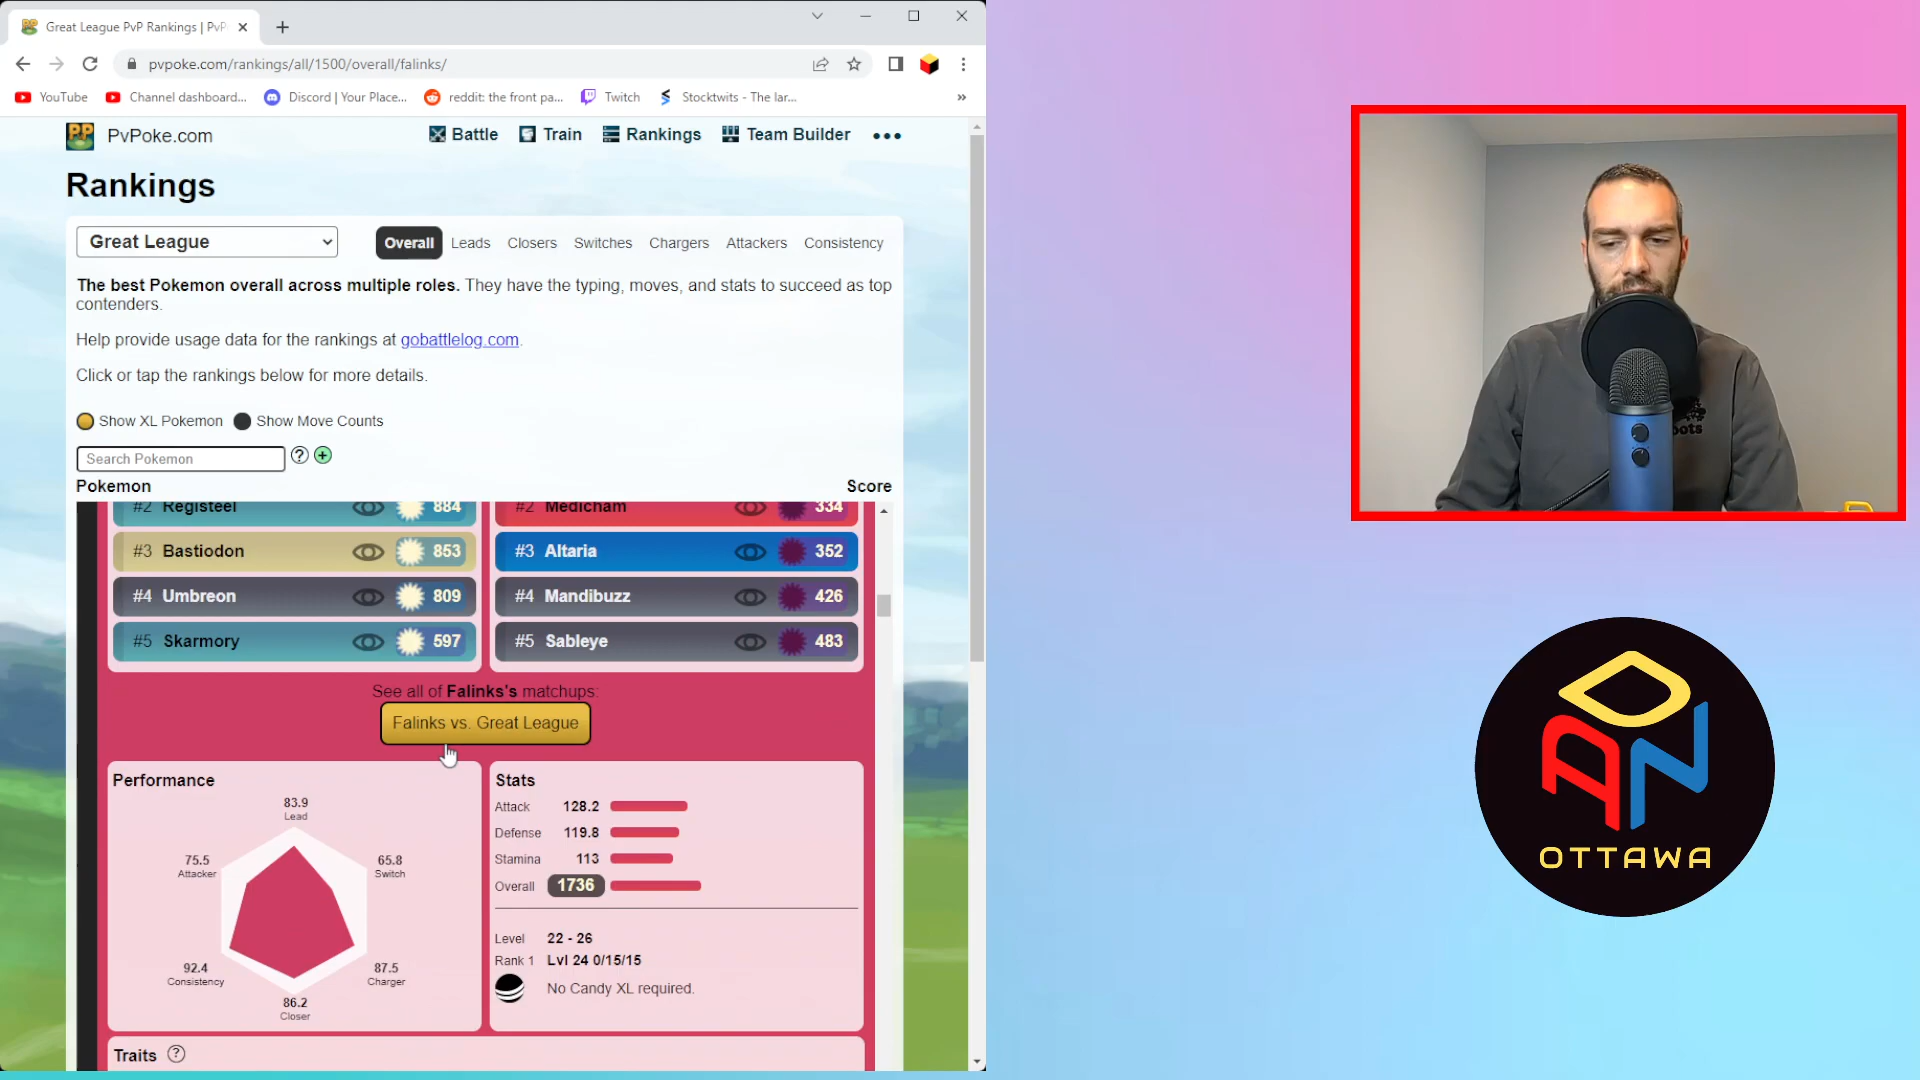 Great League PvP Rankings | PvP
pvpoke.com/rankings/all/1500/overall/falinks/
YouTube Channel dashboard... Discord | Your Place... reddit: the front pa... Twitch Stocktwits - The lar... »
PP PvPoke.com Battle Train Rankings Team Builder
Rankings
Great League Overall Leads Closers Switches Chargers Attackers Consistency
The best Pokemon overall across multiple roles. They have the typing, moves, and stats to succeed as top
contenders.
Help provide usage data for the rankings at gobattlelog.com.
Click or tap the rankings below for more details.
Show XL Pokemon Show Move Counts
Search Pokemon ? +
Pokemon Score
#2 Registeel 884 #2 Medicham 334
#3 Bastiodon 853 #3 Altaria 352
#4 Umbreon 809 #4 Mandibuzz 426
#5 Skarmory 597 #5 Sableye 483
See all of Falinks's matchups:
Falinks vs. Great League
Performance
83.9
Lead
75.5
Attacker
65.8
Switch
92.4
Consistency
87.5
Charger
86.2
Closer
Stats
Attack 128.2
Defense 119.8
Stamina 113
Overall 1736
Level 22 - 26
Rank 1 Lvl 24 0/15/15
No Candy XL required.
Traits ?
DAN
OTTAWA